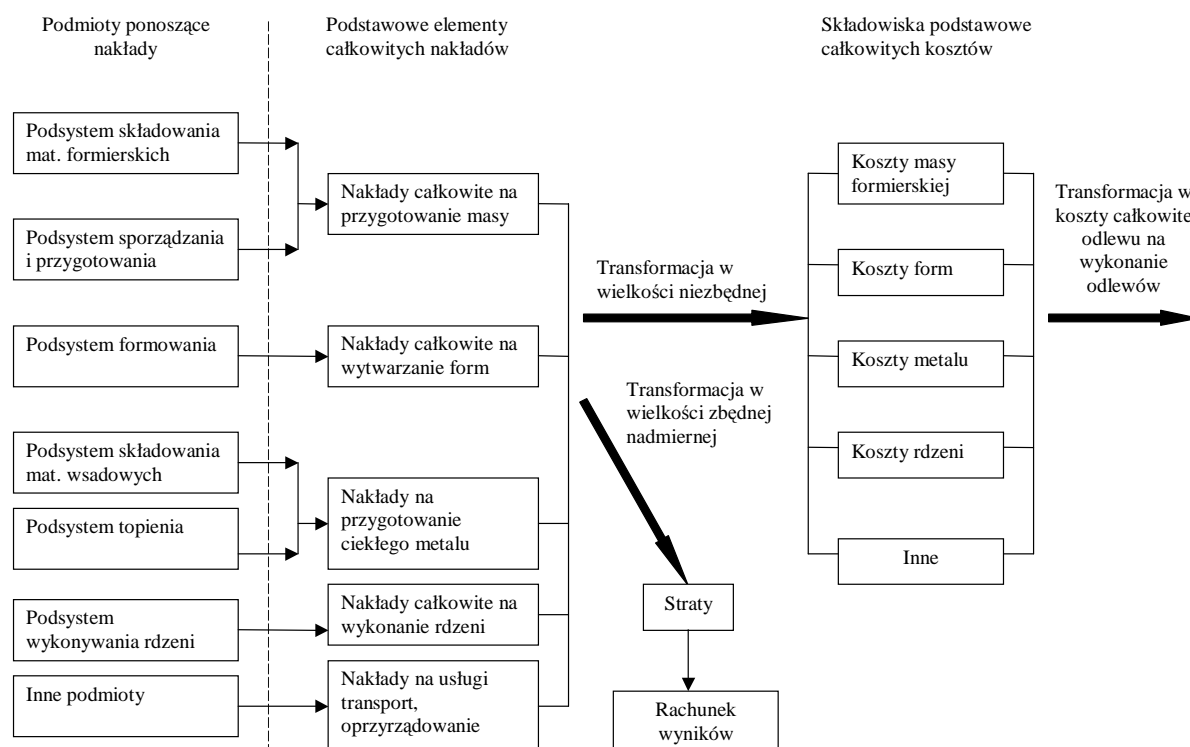 Podmioty ponoszące
nakłady
Podstawowe elementy
całkowitych nakładów
Składowiska podstawowe
całkowitych kosztów
Podsystem składowania
mat. formierskich
Podsystem sporządzania
i przygotowania
Podsystem formowania
Podsystem składowania
mat. wsadowych
Podsystem topienia
Podsystem
wykonywania rdzeni
Inne podmioty
Nakłady całkowite na
przygotowanie masy
Nakłady całkowite na
wytwarzanie form
Nakłady na
przygotowanie
ciekłego metalu
Nakłady całkowite na
wykonanie rdzeni
Nakłady na usługi
transport,
oprzyrządowanie
Transformacja w
wielkości niezbędnej
Transformacja w
wielkości zbędnej
nadmiernej
Straty
Rachunek
wyników
Koszty masy
formierskiej
Koszty form
Koszty metalu
Koszty rdzeni
Inne
Transformacja w
koszty całkowite
odlewu na
wykonanie
odlewów